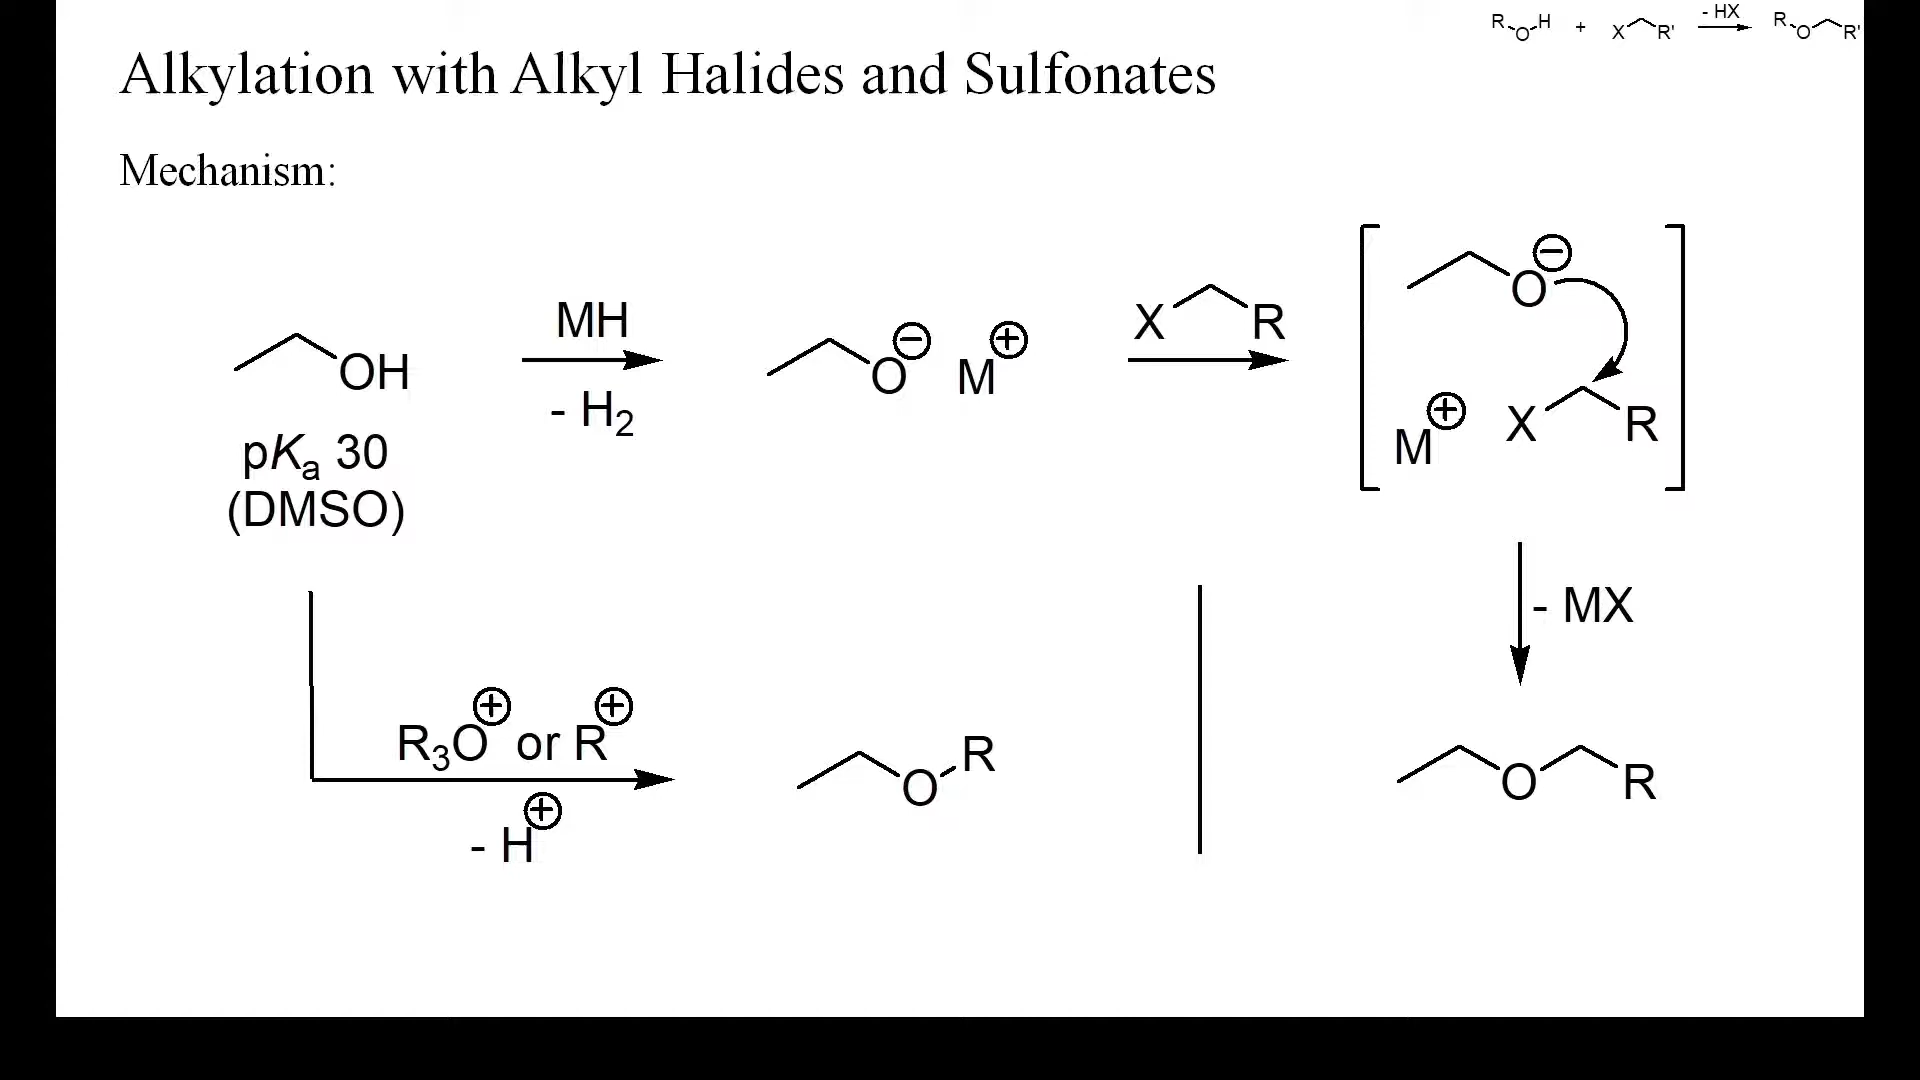 R O H + X R' - HX R O R'
Alkylation with Alkyl Halides and Sulfonates
Mechanism:
OH
pKa 30
(DMSO)
MH
- H2
O⊖ M⊕
X R
O⊖
M⊕ X R
- MX
R3O⊕ or R⊕
- H⊕
O R
O R